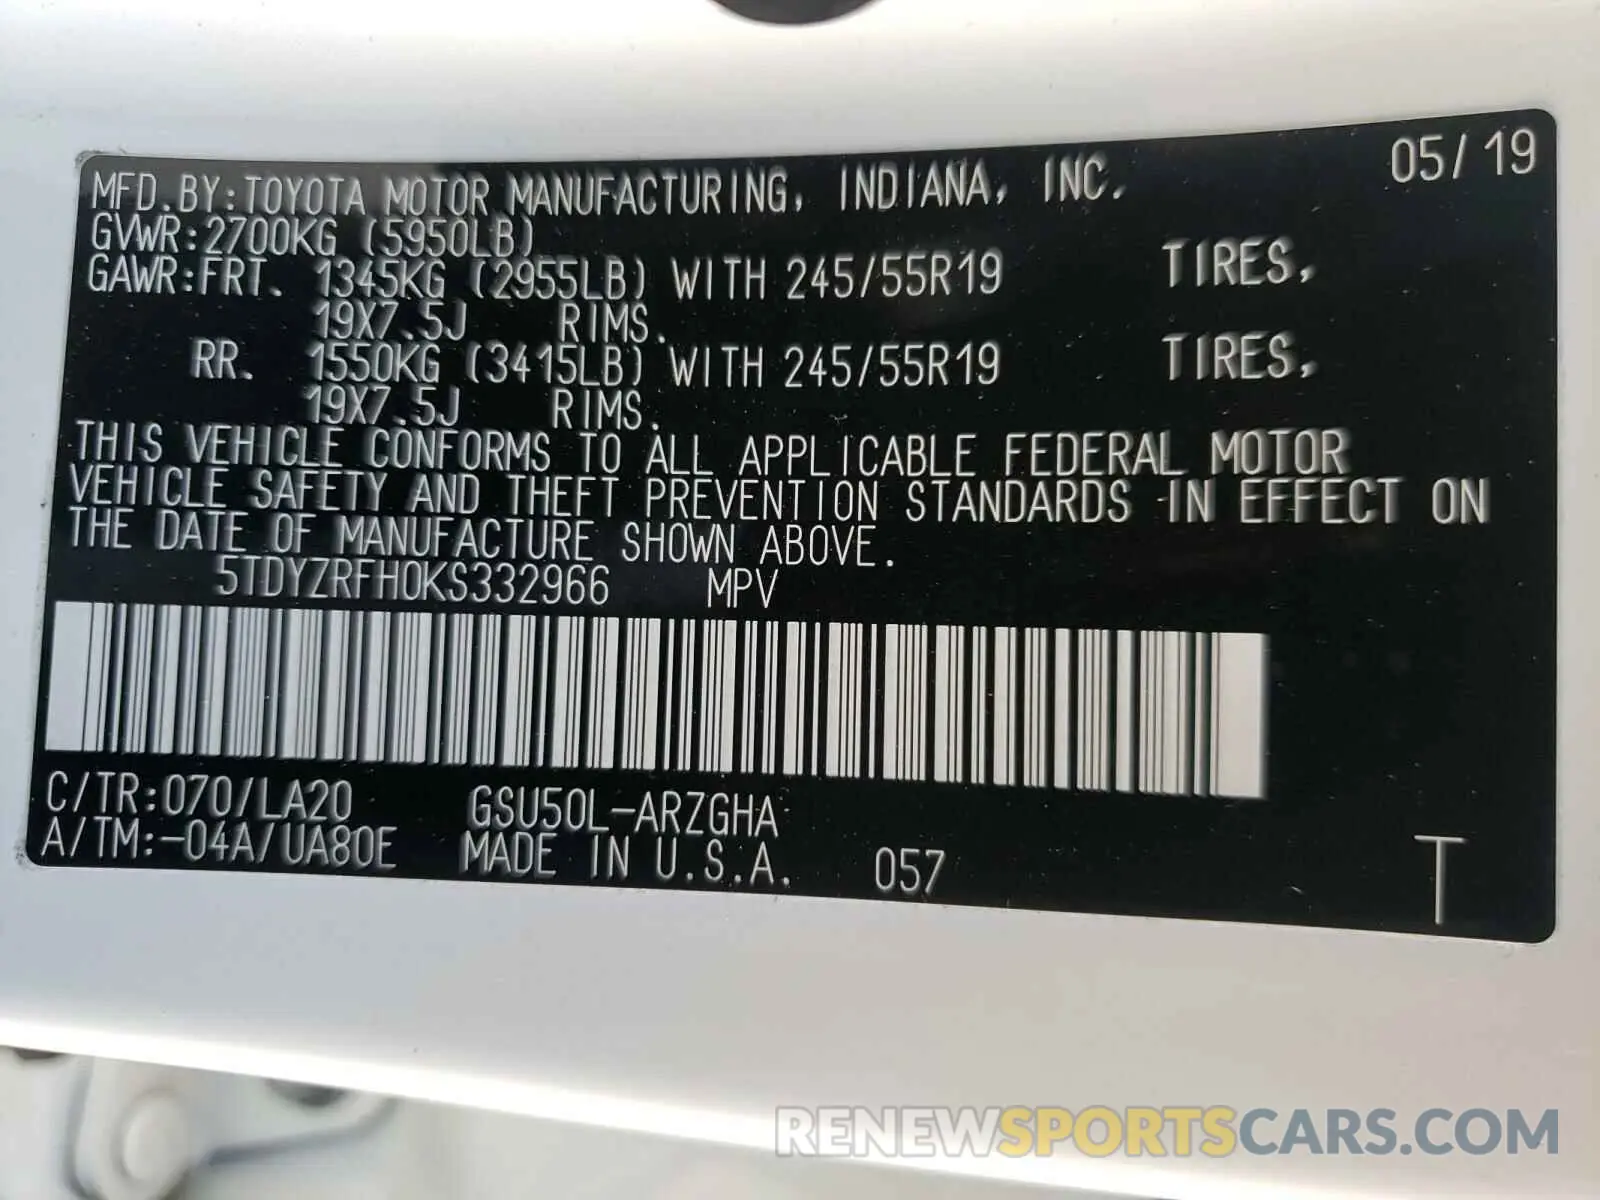 05/19
MFD.BY:TOYOTA MOTOR MANUFACTURING, INDIANA, INC.
GVWR:2700KG (5950LB)
GAWR:FRT. 1345KG (2955LB) WITH 245/55R19 TIRES,
19X7.5J RIMS.
RR. 1550KG (3415LB) WITH 245/55R19 TIRES,
19X7.5J RIMS.
THIS VEHICLE CONFORMS TO ALL APPLICABLE FEDERAL MOTOR
VEHICLE SAFETY AND THEFT PREVENTION STANDARDS IN EFFECT ON
THE DATE OF MANUFACTURE SHOWN ABOVE.
5TDYZRFH0KS332966 MPV
C/TR:070/LA20 GSU50L-ARZGHA
A/TM:-04A/UA80E MADE IN U.S.A. 057 T
RENEWSPORTSCARS.COM